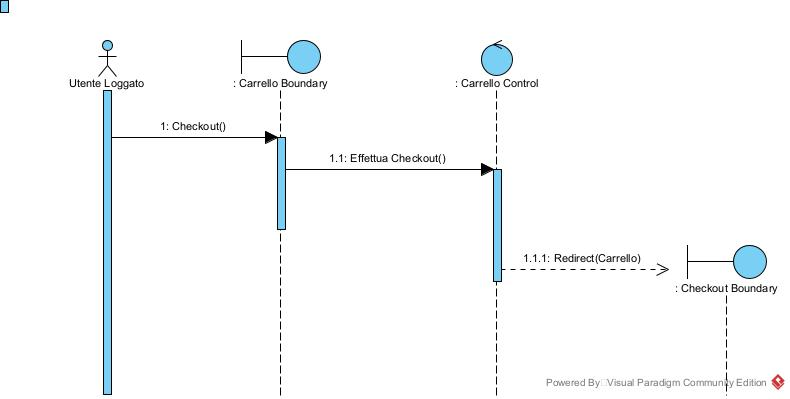 Utente Loggato
: Carrello Boundary
: Carrello Control
1: Checkout()
1.1: Effettua Checkout()
1.1.1: Redirect(Carrello)
: Checkout Boundary
Powered By Visual Paradigm Community Edition